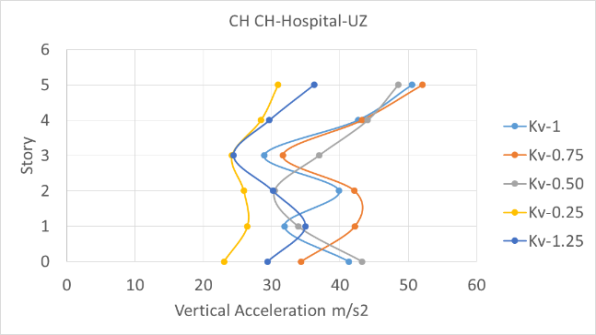 CH CH-Hospital-UZ
6
5
4
3
2
1
0
Story
0 10 20 30 40 50 60
Vertical Acceleration m/s2
Kv-1
Kv-0.75
Kv-0.50
Kv-0.25
Kv-1.25